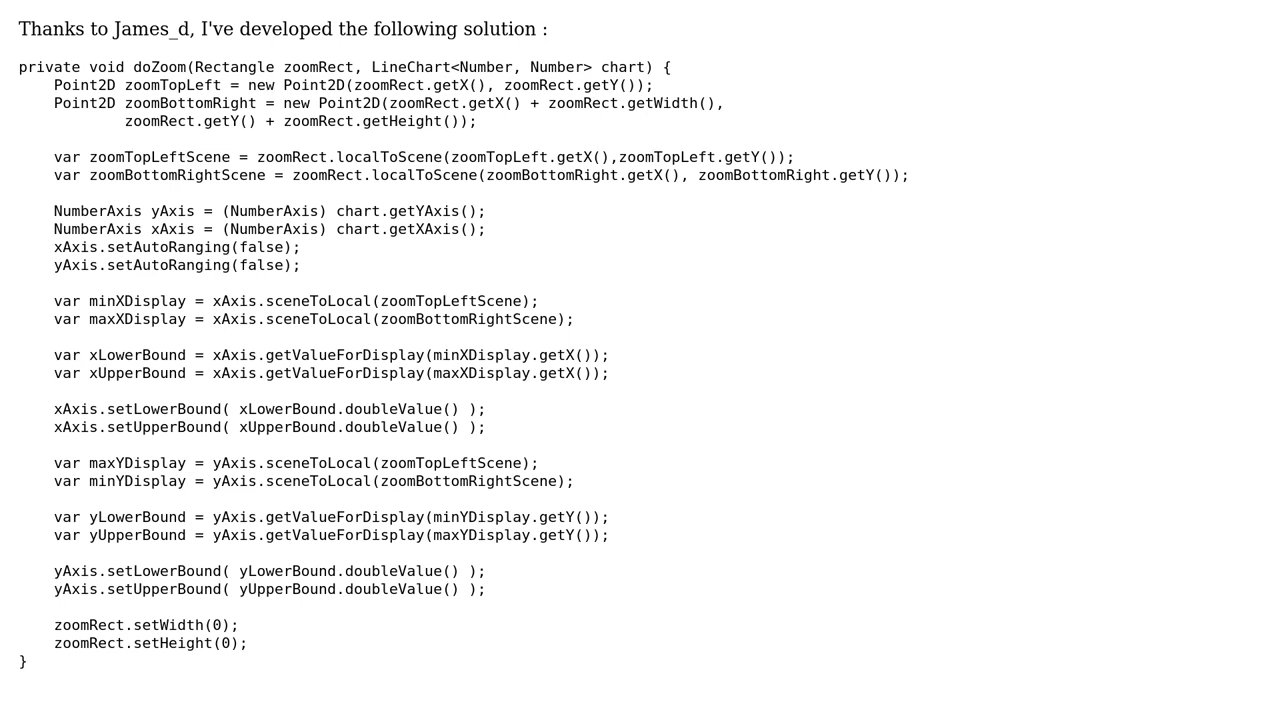 Thanks to James_d, I've developed the following solution :
private void doZoom(Rectangle zoomRect, LineChart<Number, Number> chart) {
    Point2D zoomTopLeft = new Point2D(zoomRect.getX(), zoomRect.getY());
    Point2D zoomBottomRight = new Point2D(zoomRect.getX() + zoomRect.getWidth(),
            zoomRect.getY() + zoomRect.getHeight());
    var zoomTopLeftScene = zoomRect.localToScene(zoomTopLeft.getX(),zoomTopLeft.getY());
    var zoomBottomRightScene = zoomRect.localToScene(zoomBottomRight.getX(), zoomBottomRight.getY());
    NumberAxis yAxis = (NumberAxis) chart.getYAxis();
    NumberAxis xAxis = (NumberAxis) chart.getXAxis();
    xAxis.setAutoRanging(false);
    yAxis.setAutoRanging(false);
    var minXDisplay = xAxis.sceneToLocal(zoomTopLeftScene);
    var maxXDisplay = xAxis.sceneToLocal(zoomBottomRightScene);
    var xLowerBound = xAxis.getValueForDisplay(minXDisplay.getX());
    var xUpperBound = xAxis.getValueForDisplay(maxXDisplay.getX());
    xAxis.setLowerBound( xLowerBound.doubleValue() );
    xAxis.setUpperBound( xUpperBound.doubleValue() );
    var maxYDisplay = yAxis.sceneToLocal(zoomTopLeftScene);
    var minYDisplay = yAxis.sceneToLocal(zoomBottomRightScene);
    var yLowerBound = yAxis.getValueForDisplay(minYDisplay.getY());
    var yUpperBound = yAxis.getValueForDisplay(maxYDisplay.getY());
    yAxis.setLowerBound( yLowerBound.doubleValue() );
    yAxis.setUpperBound( yUpperBound.doubleValue() );
    zoomRect.setWidth(0);
    zoomRect.setHeight(0);
}